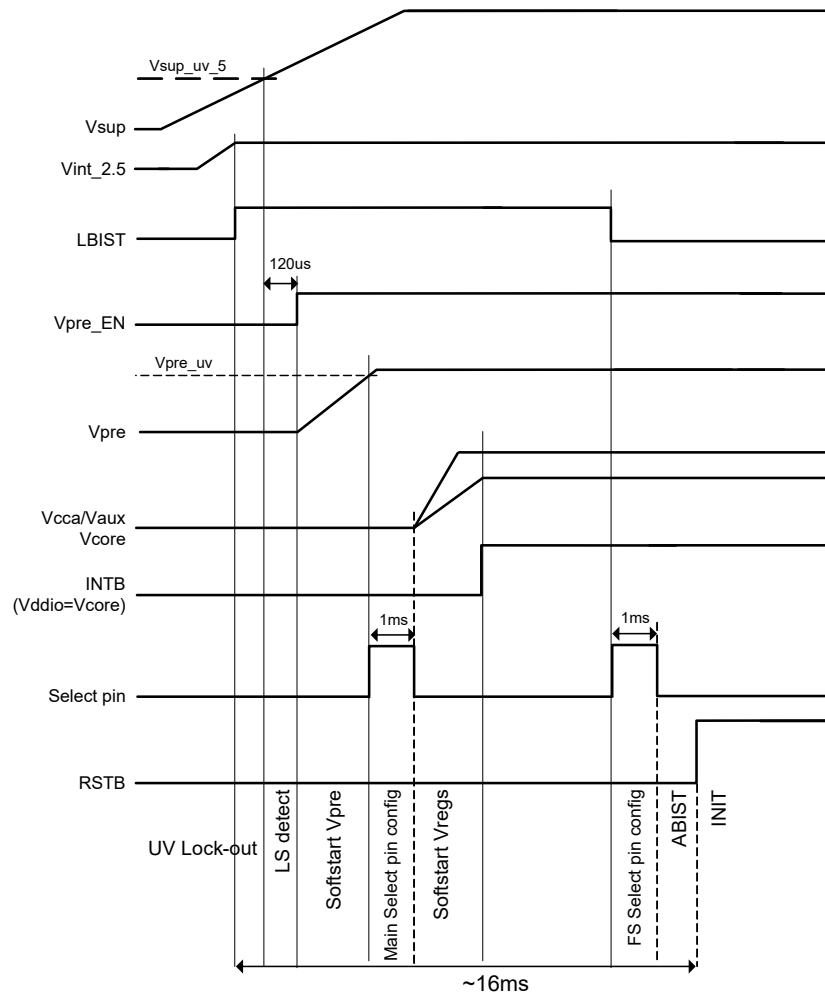 Vsup_uv_5
Vsup
Vint_2.5
LBIST
120us
Vpre_EN
Vpre_uv
Vpre
Vcca/Vaux
Vcore
INTB
(Vddio=Vcore)
1ms
1ms
Select pin
RSTB
UV Lock-out
LS detect
Softstart Vpre
Main Select pin config
Softstart Vregs
FS Select pin config
ABIST
INIT
~16ms